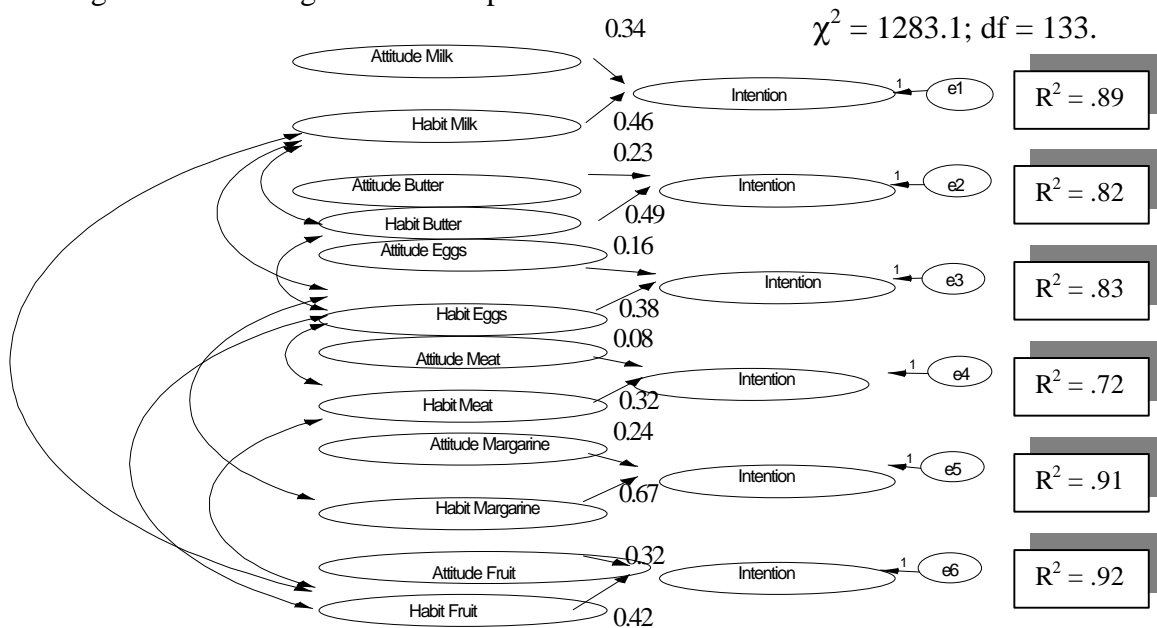 χ² = 1283.1; df = 133.
0.34
Attitude Milk
Intention
1
e1
R² = .89
Habit Milk
0.46
0.23
Attitude Butter
Intention
1
e2
R² = .82
Habit Butter
0.49
Attitude Eggs
0.16
Intention
1
e3
R² = .83
Habit Eggs
0.38
0.08
Attitude Meat
Intention
1
e4
R² = .72
Habit Meat
0.32
0.24
Attitude Margarine
Intention
1
e5
R² = .91
0.67
Habit Margarine
0.32
Attitude Fruit
Intention
1
e6
R² = .92
Habit Fruit
0.42